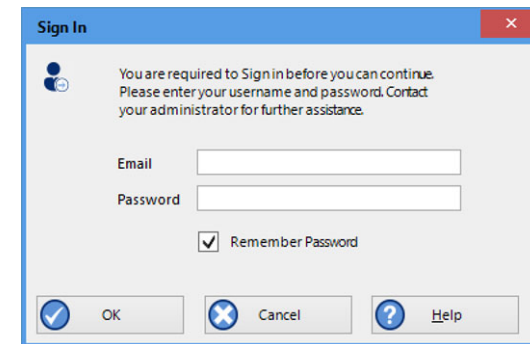 Sign In
You are required to Sign in before you can continue.
Please enter your username and password. Contact
your administrator for further assistance.
Email
Password
Remember Password
OK
Cancel
Help